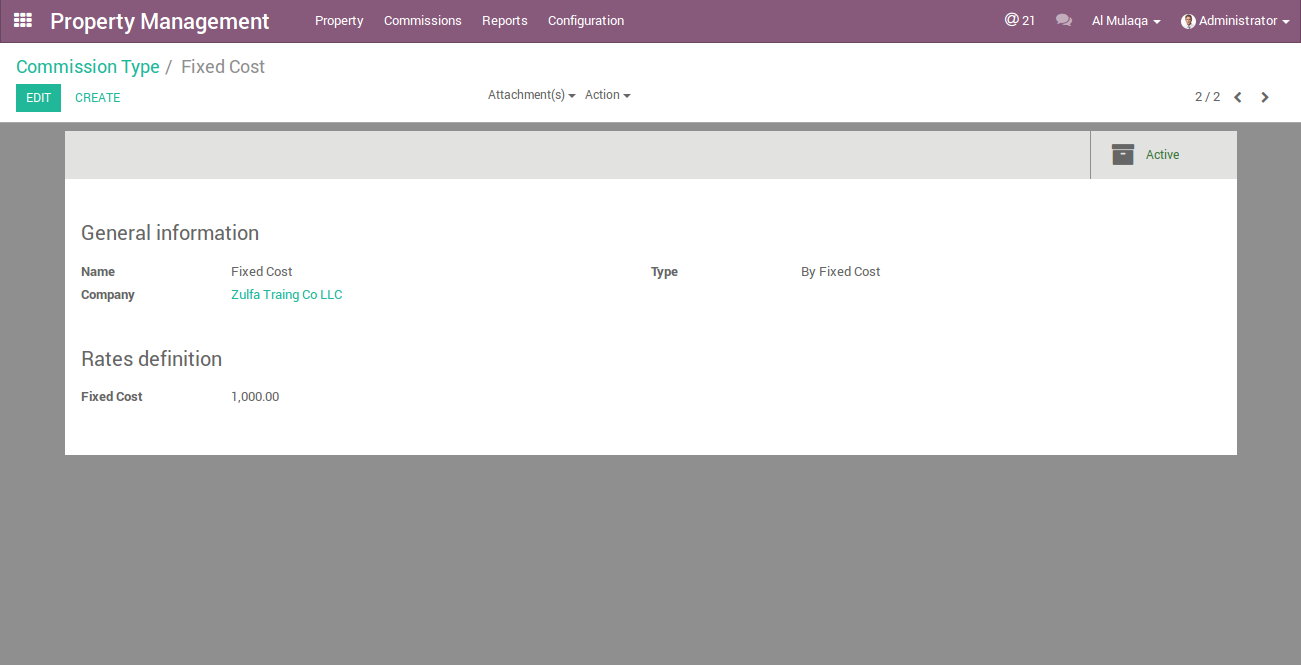 Property Management Property Commissions Reports Configuration @ 21 Al Mulaqa Administrator
Commission Type / Fixed Cost
EDIT CREATE Attachment(s) Action 2 / 2
Active
General information
Name Fixed Cost Type By Fixed Cost
Company Zulfa Traing Co LLC
Rates definition
Fixed Cost 1,000.00